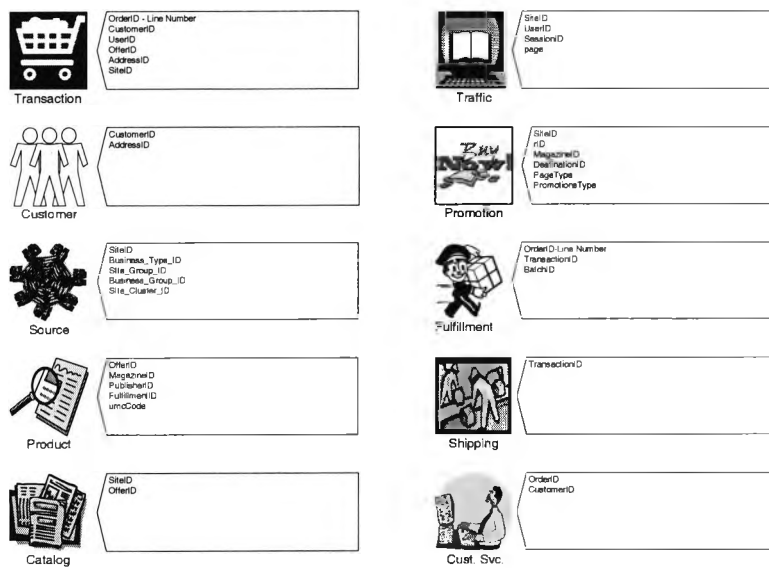 OrderID - Line Number
CustomerID
UserID
OfferID
AddressID
SiteID
Transaction
CustomerID
AddressID
Customer
SiteID
Business_Type_ID
Site_Group_ID
Business_Group_ID
Site_Cluster_ID
Source
OfferID
MagazineID
PublisherID
FulfillmentID
umcCode
Product
SiteID
OfferID
Catalog
SiteID
UserID
SessionID
page
Traffic
Buy
Now!
SiteID
rID
MagazineID
DestinationID
PageType
PromotionsType
Promotion
OrderID-Line Number
TransactionID
BatchID
Fulfillment
TransactionID
Shipping
OrderID
CustomerID
Cust. Svc.